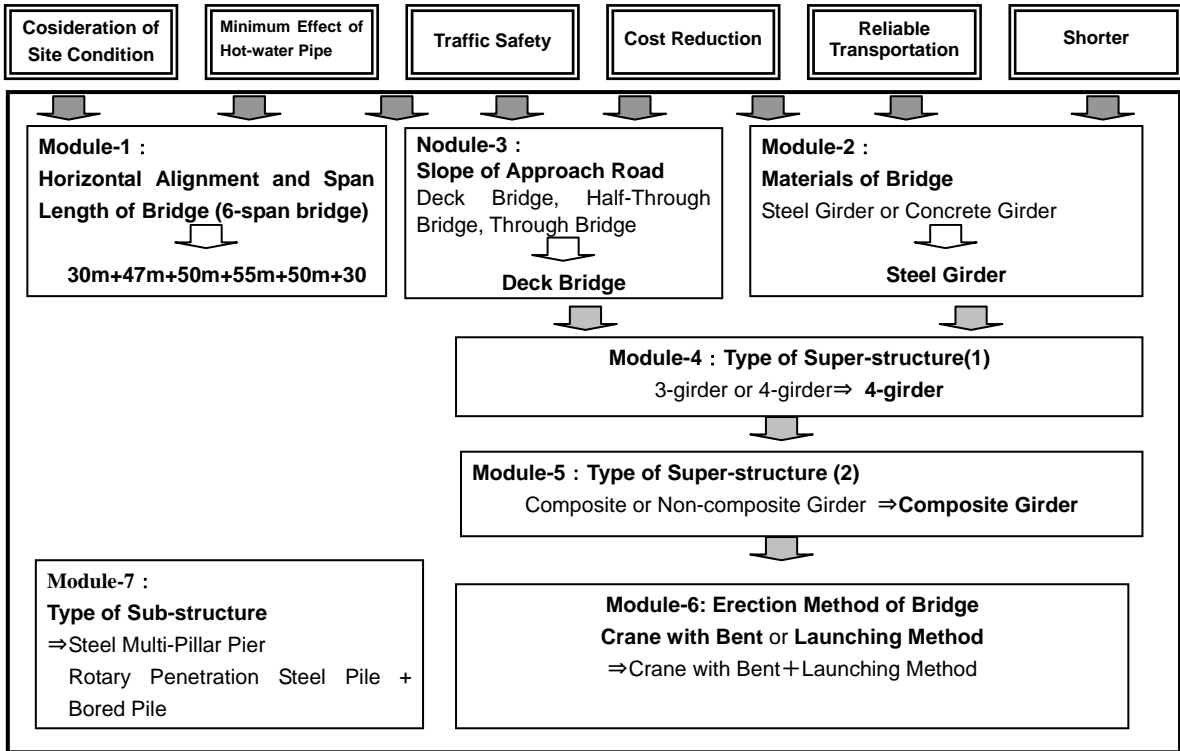 Cosideration of
Site Condition
Minimum Effect of
Hot-water Pipe
Traffic Safety
Cost Reduction
Reliable
Transportation
Shorter
Module-1：
Horizontal Alignment and Span
Length of Bridge (6-span bridge)
30m+47m+50m+55m+50m+30
Nodule-3：
Slope of Approach Road
Deck Bridge, Half-Through
Bridge, Through Bridge
Deck Bridge
Module-2：
Materials of Bridge
Steel Girder or Concrete Girder
Steel Girder
Module-4：Type of Super-structure(1)
3-girder or 4-girder⇒ 4-girder
Module-5：Type of Super-structure (2)
Composite or Non-composite Girder ⇒Composite Girder
Module-7：
Type of Sub-structure
⇒Steel Multi-Pillar Pier
Rotary Penetration Steel Pile +
Bored Pile
Module-6: Erection Method of Bridge
Crane with Bent or Launching Method
⇒Crane with Bent＋Launching Method